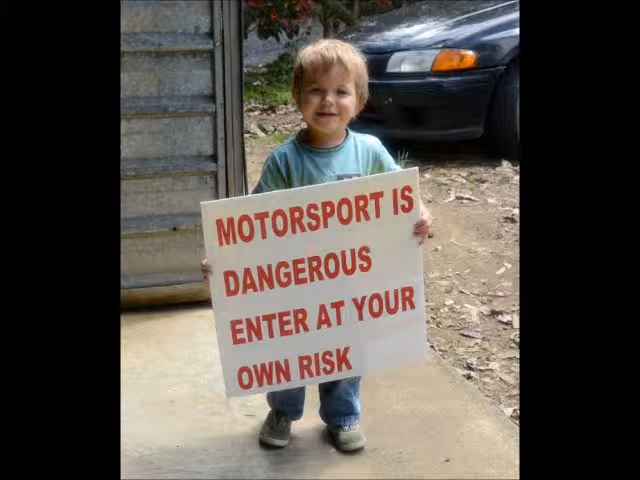 MOTORSPORT IS
DANGEROUS
ENTER AT YOUR
OWN RISK